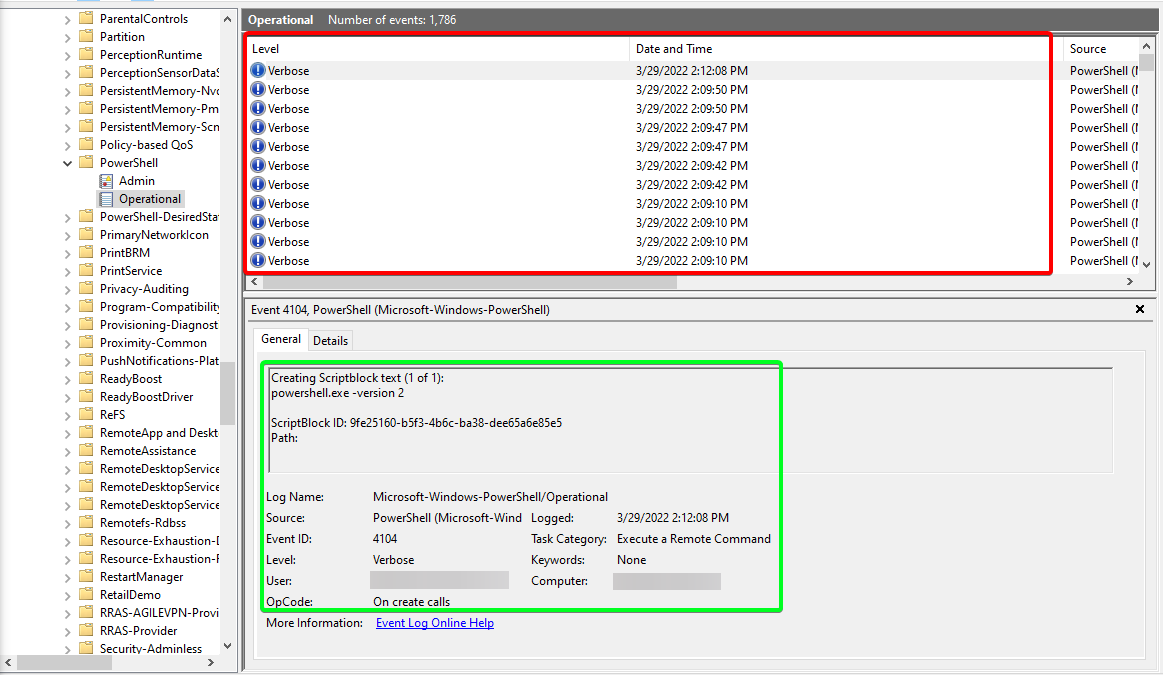 ParentalControls
Partition
PerceptionRuntime
PerceptionSensorDataS
PersistentMemory-Nvd
PersistentMemory-Pm
PersistentMemory-Scn
Policy-based QoS
PowerShell
Admin
Operational
PowerShell-DesiredSta
PrimaryNetworkIcon
PrintBRM
PrintService
Privacy-Auditing
Program-Compatibility
Provisioning-Diagnost
Proximity-Common
PushNotifications-Plat
ReadyBoost
ReadyBoostDriver
ReFS
RemoteApp and Deskt
RemoteAssistance
RemoteDesktopService
RemoteDesktopService
RemoteDesktopService
Remotefs-Rdbss
Resource-Exhaustion-D
Resource-Exhaustion-R
RestartManager
RetailDemo
RRAS-AGILEVPN-Provi
RRAS-Provider
Security-Adminless
Operational Number of events: 1,786
Level Date and Time Source
Verbose 3/29/2022 2:12:08 PM PowerShell (M
Verbose 3/29/2022 2:09:50 PM PowerShell (M
Verbose 3/29/2022 2:09:50 PM PowerShell (M
Verbose 3/29/2022 2:09:47 PM PowerShell (M
Verbose 3/29/2022 2:09:47 PM PowerShell (M
Verbose 3/29/2022 2:09:42 PM PowerShell (M
Verbose 3/29/2022 2:09:42 PM PowerShell (M
Verbose 3/29/2022 2:09:10 PM PowerShell (M
Verbose 3/29/2022 2:09:10 PM PowerShell (M
Verbose 3/29/2022 2:09:10 PM PowerShell (M
Verbose 3/29/2022 2:09:10 PM PowerShell (M
Event 4104, PowerShell (Microsoft-Windows-PowerShell)
General Details
Creating Scriptblock text (1 of 1):
powershell.exe -version 2
ScriptBlock ID: 9fe25160-b5f3-4b6c-ba38-dee65a6e85e5
Path:
Log Name: Microsoft-Windows-PowerShell/Operational
Source: PowerShell (Microsoft-Wind Logged: 3/29/2022 2:12:08 PM
Event ID: 4104 Task Category: Execute a Remote Command
Level: Verbose Keywords: None
User: Computer:
OpCode: On create calls
More Information: Event Log Online Help